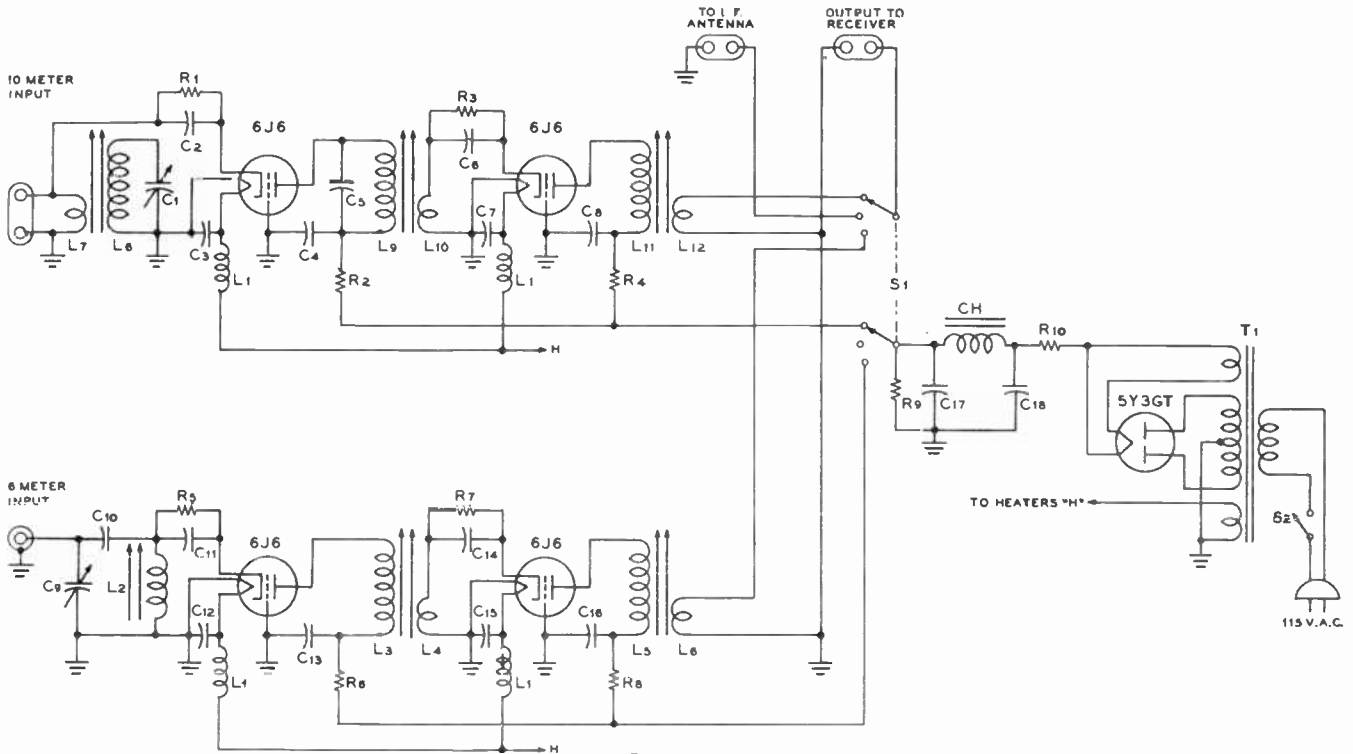 TO I. F.
ANTENNA
OUTPUT TO
RECEIVER
10 METER
INPUT
R1
C2
6J6
R3
C6
6J6
C1
C5
L7
L8
C3
L1
C4
L9
L10
C7
L1
C8
L11
L12
R2
R4
H
S1
CH
R10
T1
R9
C17
C18
5Y3GT
TO HEATERS "H"
S2
115 V.A.C.
6 METER
INPUT
C10
R5
C11
6J6
R7
C14
6J6
C9
L2
C12
L1
C13
L3
L4
C15
L1
C16
L5
L6
R6
R8
H